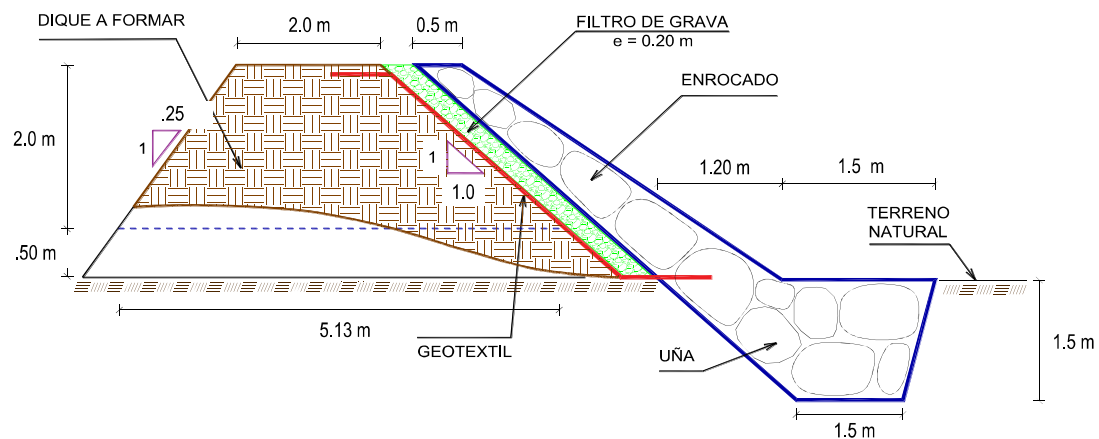 DIQUE A FORMAR
2.0 m
0.5 m
FILTRO DE GRAVA
e = 0.20 m
ENROCADO
.25
1
2.0 m
1
1.0
1.20 m
1.5 m
TERRENO
NATURAL
.50 m
5.13 m
GEOTEXTIL
UÑA
1.5 m
1.5 m